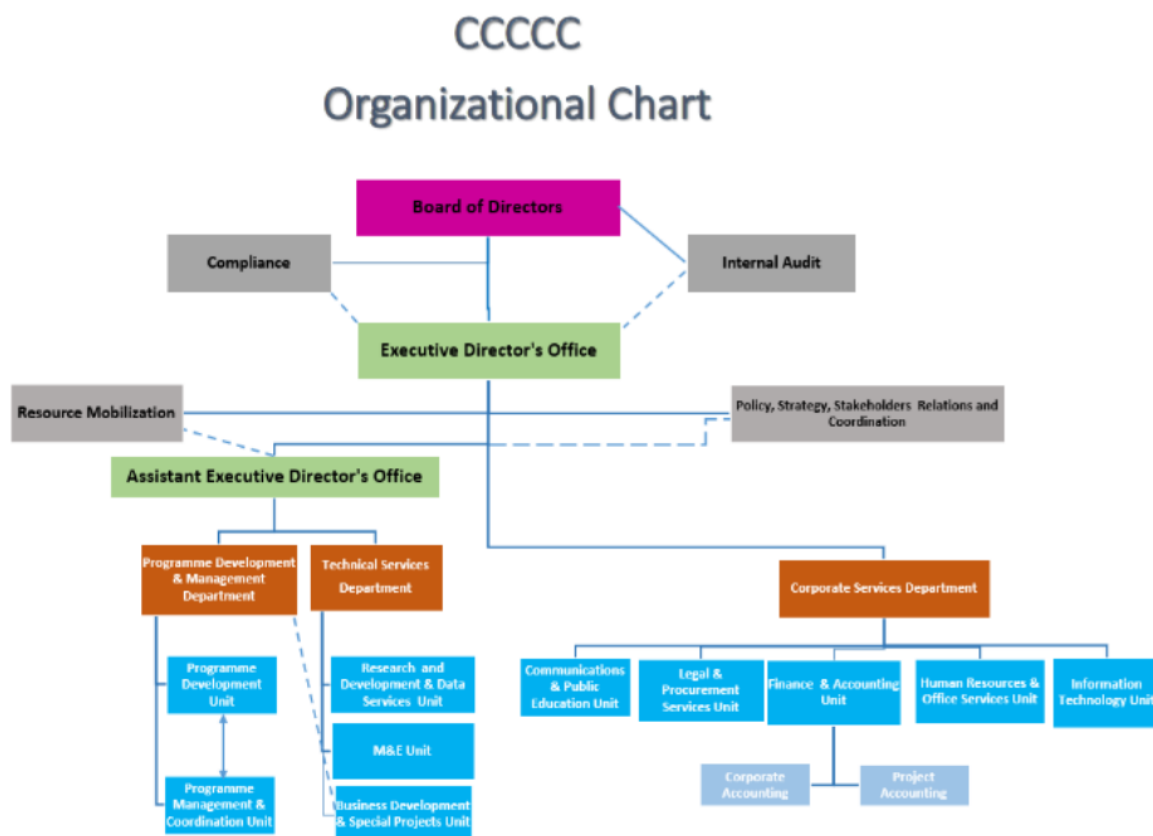 CCCCC
Organizational Chart
Board of Directors
Compliance
Internal Audit
Executive Director's Office
Resource Mobilization
Policy, Strategy, Stakeholders Relations and
Coordination
Assistant Executive Director's Office
Programme Development
& Management
Department
Technical Services
Department
Corporate Services Department
Programme
Development
Unit
Research and
Development & Data
Services Unit
Communications
& Public
Education Unit
Legal &
Procurement
Services Unit
Finance & Accounting
Unit
Human Resources &
Office Services Unit
Information
Technology Unit
M&E Unit
Programme
Management &
Coordination Unit
Business Development
& Special Projects Unit
Corporate
Accounting
Project
Accounting